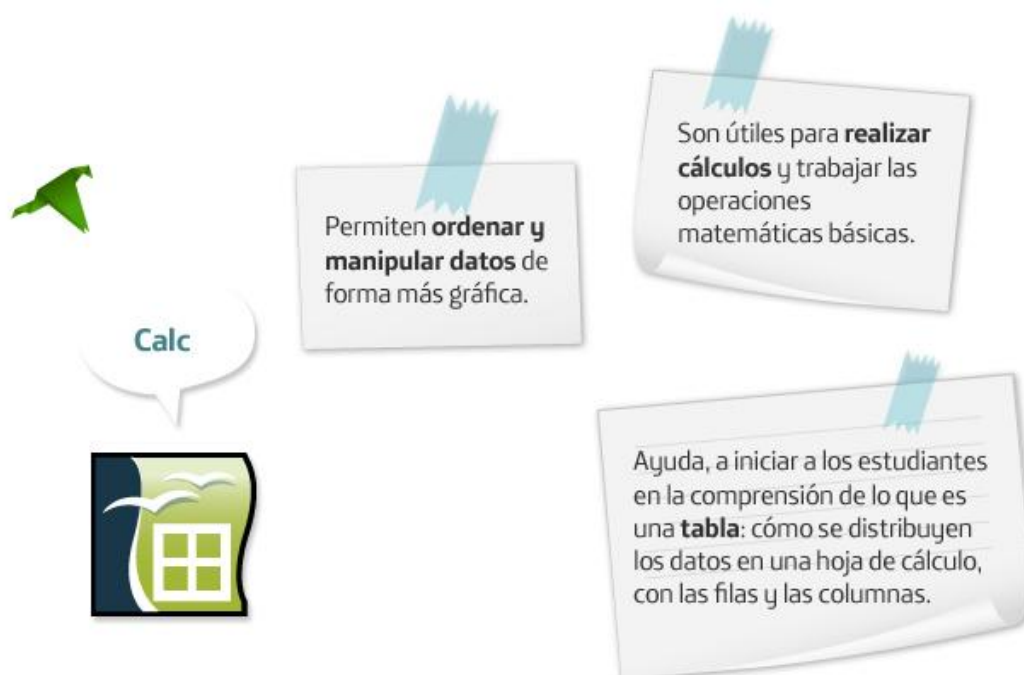 Permiten ordenar y
manipular datos de
forma más gráfica.
Son útiles para realizar
cálculos y trabajar las
operaciones
matemáticas básicas.
Calc
Ayuda, a iniciar a los estudiantes
en la comprensión de lo que es
una tabla: cómo se distribuyen
los datos en una hoja de cálculo,
con las filas y las columnas.